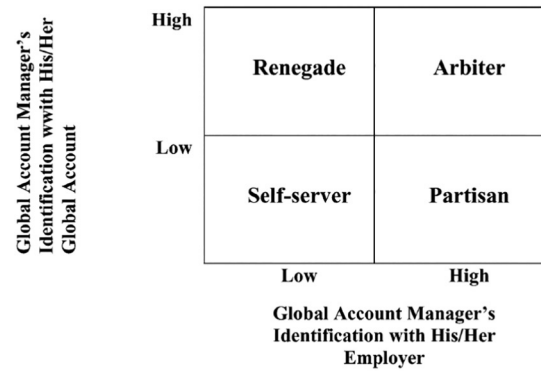 Global Account Manager's
Identification wwith His/Her
Global Account
High
Renegade
Arbiter
Low
Self-server
Partisan
Low
High
Global Account Manager's
Identification with His/Her
Employer